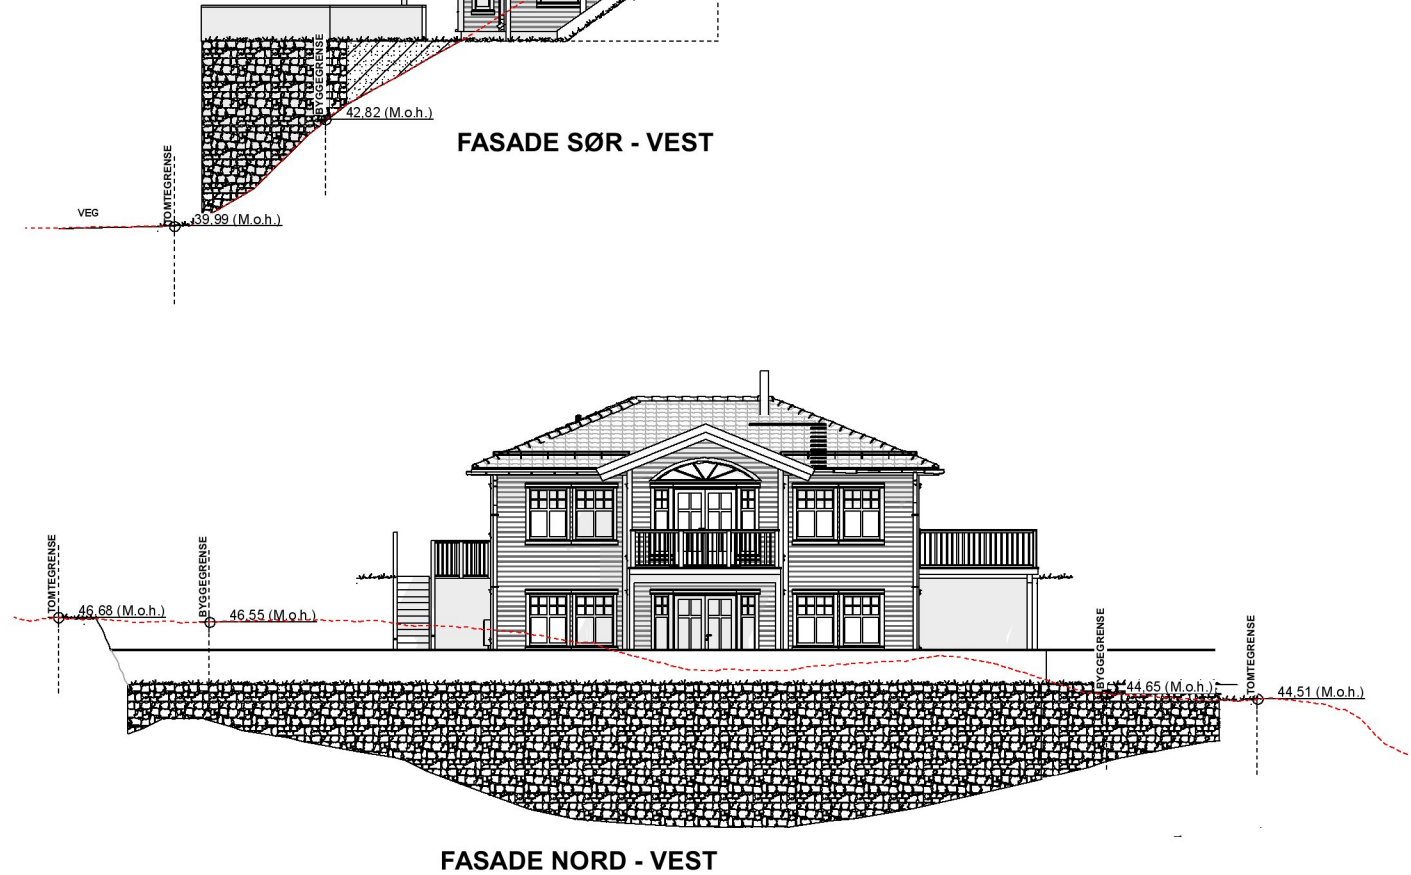 BYGGEGRENSE
42,82 (M.o.h.)
FASADE SØR - VEST
TOMTEGRENSE
VEG
39,99 (M.o.h.)
TOMTEGRENSE
46,68 (M.o.h.)
BYGGEGRENSE
46,55 (M.o.h.)
BYGGEGRENSE
44,65 (M.o.h.)
TOMTEGRENSE
44,51 (M.o.h.)
FASADE NORD - VEST